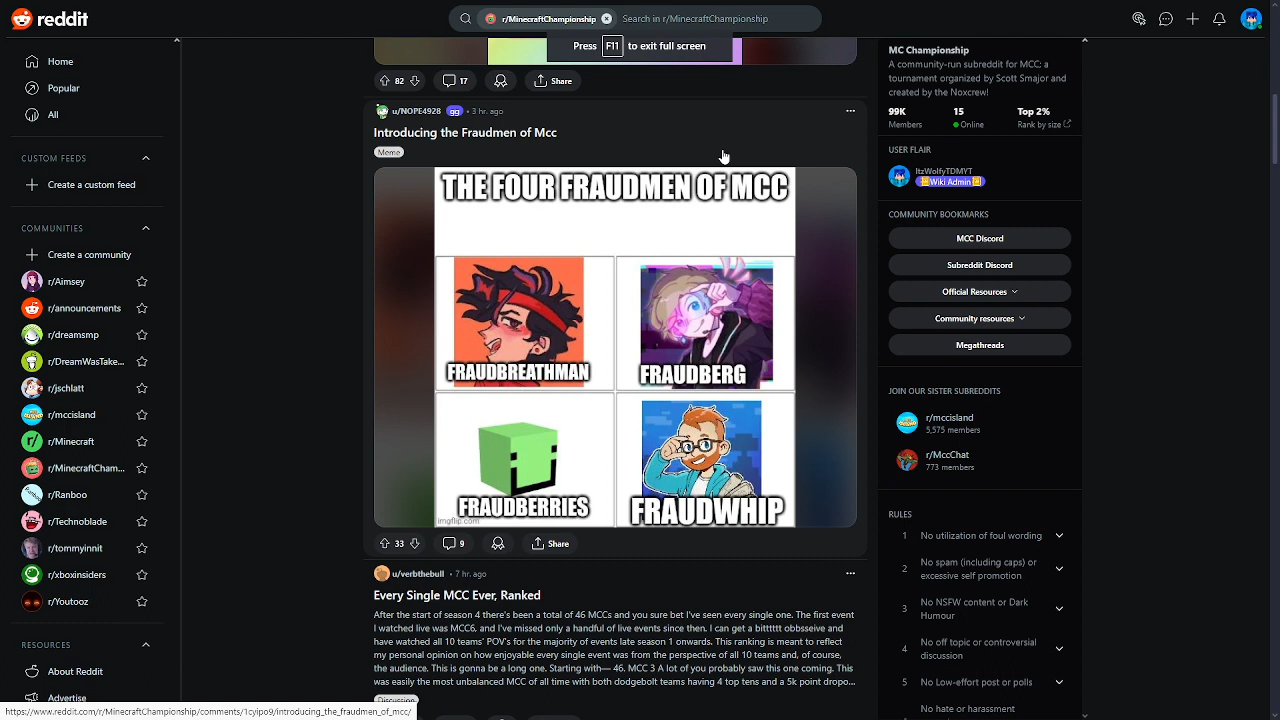 reddit
r/MinecraftChampionship
Search in r/MinecraftChampionship
Press F11 to exit full screen
Home
Popular
All
CUSTOM FEEDS
Create a custom feed
COMMUNITIES
Create a community
r/Aimsey
r/announcements
r/dreamsmp
r/DreamWasTake...
r/jschlatt
r/mccisland
r/Minecraft
r/MinecraftCham...
r/Ranboo
r/Technoblade
r/tommyinnit
r/xboxinsiders
r/Youtooz
RESOURCES
About Reddit
Advertise
https://www.reddit.com/r/MinecraftChampionship/comments/1cyipo9/introducing_the_fraudmen_of_mcc/
82
17
Share
u/NOPE4928 gg • 3 hr. ago
Introducing the Fraudmen of Mcc
Meme
THE FOUR FRAUDMEN OF MCC
FRAUDBREATHMAN
FRAUDBERG
FRAUDBERRIES
FRAUDWHIP
imgflip.com
33
9
Share
u/verbthebull • 7 hr. ago
Every Single MCC Ever, Ranked
After the start of season 4 there's been a total of 46 MCCs and you sure bet I've seen every single one. The first event
I watched live was MCC6, and I've missed only a handful of live events since then. I can get a bitttttt obbsseive and
have watched all 10 teams' POV's for the majority of events late season 1 onwards. This ranking is meant to reflect
my personal opinion on how enjoyable every single event was from the perspective of all 10 teams and, of course,
the audience. This is gonna be a long one. Starting with— 46. MCC 3 A lot of you probably saw this one coming. This
was easily the most unbalanced MCC of all time with both dodgebolt teams having 4 top tens and a 5k point dropo...
Discussion
MC Championship
A community-run subreddit for MCC; a
tournament organized by Scott Smajor and
created by the Noxcrew!
99K
15
Top 2%
Members
Online
Rank by size
USER FLAIR
ItzWolfyTDMYT
Wiki Admin
COMMUNITY BOOKMARKS
MCC Discord
Subreddit Discord
Official Resources
Community resources
Megathreads
JOIN OUR SISTER SUBREDDITS
r/mccisland
5,575 members
r/MccChat
773 members
RULES
1 No utilization of foul wording
2 No spam (including caps) or
excessive self promotion
3 No NSFW content or Dark
Humour
4 No off topic or controversial
discussion
5 No Low-effort post or polls
No hate or harassment